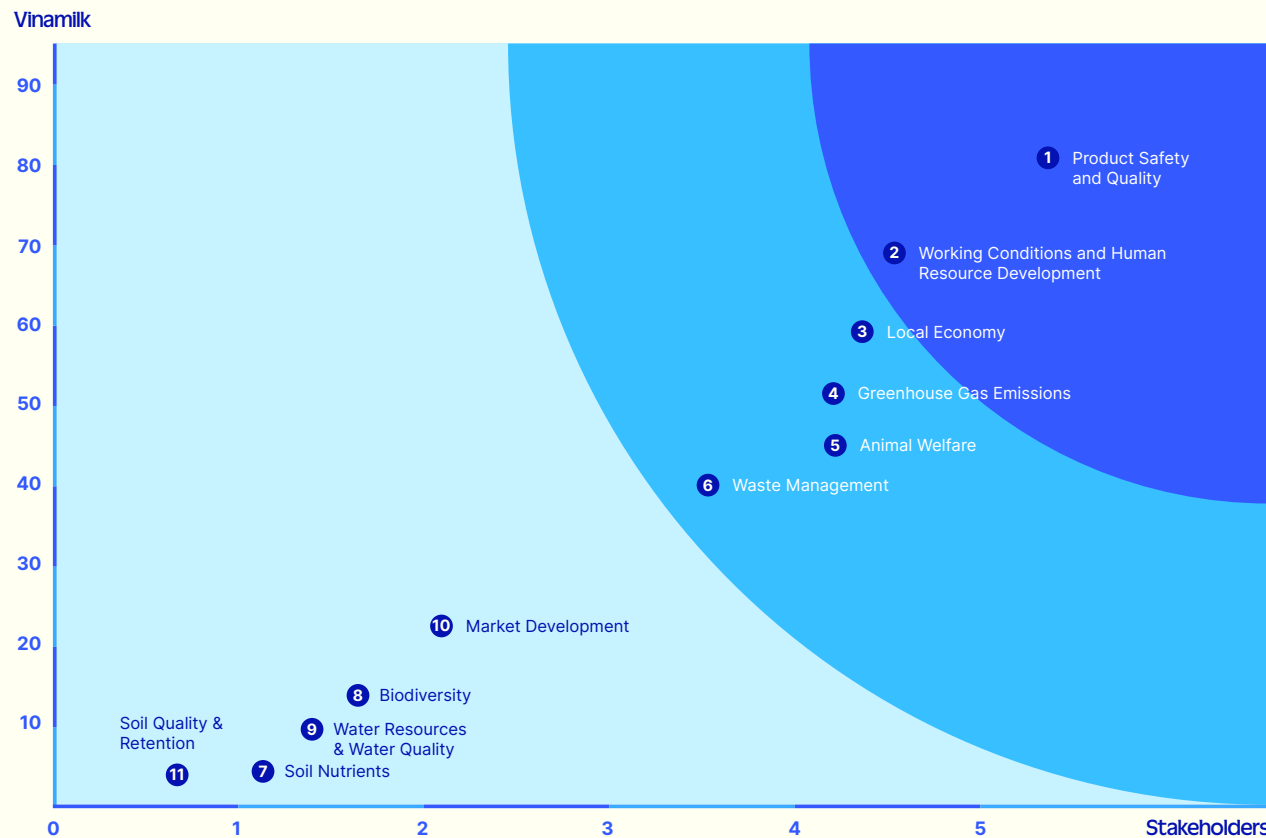 Vinamilk
90
80
70
60
50
40
30
20
10
1 Product Safety
and Quality
2 Working Conditions and Human
Resource Development
3 Local Economy
4 Greenhouse Gas Emissions
5 Animal Welfare
6 Waste Management
10 Market Development
8 Biodiversity
9 Water Resources
& Water Quality
Soil Quality &
Retention
11
7 Soil Nutrients
0
1
2
3
4
5
Stakeholders